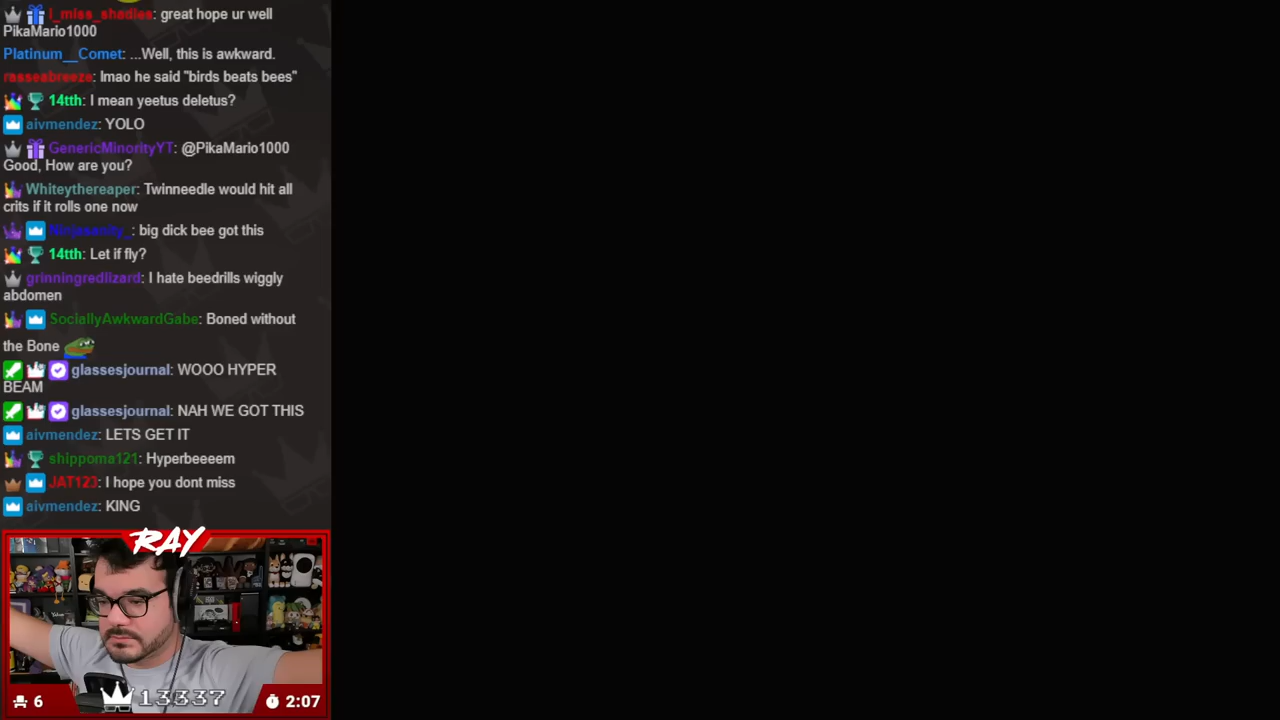 i_miss_shadies: great hope ur well
PikaMario1000
Platinum__Comet: ...Well, this is awkward.
rasseabreeze: lmao he said "birds beats bees"
14tth: I mean yeetus deletus?
aivmendez: YOLO
GenericMinorityYT: @PikaMario1000
Good, How are you?
Whiteythereaper: Twinneedle would hit all
crits if it rolls one now
Ninjasanity_: big dick bee got this
14tth: Let if fly?
grinningredlizard: I hate beedrills wiggly
abdomen
SociallyAwkwardGabe: Boned without
the Bone
glassesjournal: WOOO HYPER
BEAM
glassesjournal: NAH WE GOT THIS
aivmendez: LETS GET IT
shippoma121: Hyperbeeeem
JAT123: I hope you dont miss
aivmendez: KING
RAY
6
13337
2:07